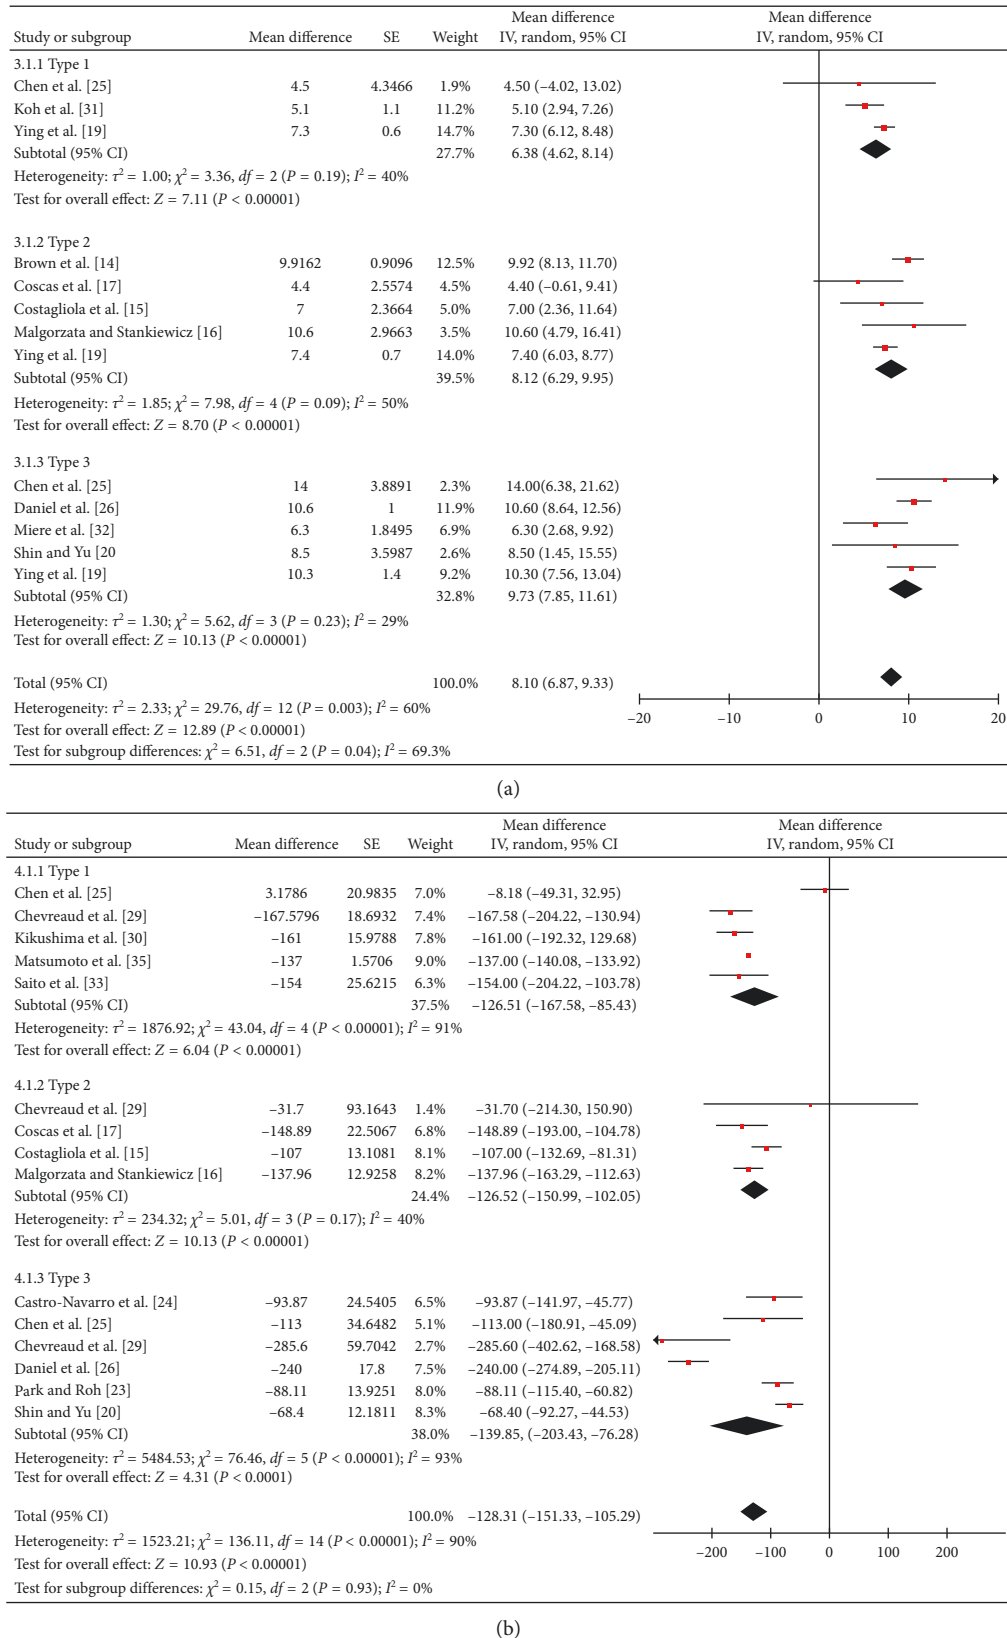 Mean difference Mean difference
Study or subgroup Mean difference SE Weight IV, random, 95% CI IV, random, 95% CI
3.1.1 Type 1
Chen et al. [25] 4.5 4.3466 1.9% 4.50 (−4.02, 13.02)
Koh et al. [31] 5.1 1.1 11.2% 5.10 (2.94, 7.26)
Ying et al. [19] 7.3 0.6 14.7% 7.30 (6.12, 8.48)
Subtotal (95% CI) 27.7% 6.38 (4.62, 8.14)
Heterogeneity: τ² = 1.00; χ² = 3.36, df = 2 (P = 0.19); I² = 40%
Test for overall effect: Z = 7.11 (P < 0.00001)
3.1.2 Type 2
Brown et al. [14] 9.9162 0.9096 12.5% 9.92 (8.13, 11.70)
Coscas et al. [17] 4.4 2.5574 4.5% 4.40 (−0.61, 9.41)
Costagliola et al. [15] 7 2.3664 5.0% 7.00 (2.36, 11.64)
Malgorzata and Stankiewicz [16] 10.6 2.9663 3.5% 10.60 (4.79, 16.41)
Ying et al. [19] 7.4 0.7 14.0% 7.40 (6.03, 8.77)
Subtotal (95% CI) 39.5% 8.12 (6.29, 9.95)
Heterogeneity: τ² = 1.85; χ² = 7.98, df = 4 (P = 0.09); I² = 50%
Test for overall effect: Z = 8.70 (P < 0.00001)
3.1.3 Type 3
Chen et al. [25] 14 3.8891 2.3% 14.00(6.38, 21.62)
Daniel et al. [26] 10.6 1 11.9% 10.60 (8.64, 12.56)
Miere et al. [32] 6.3 1.8495 6.9% 6.30 (2.68, 9.92)
Shin and Yu [20 8.5 3.5987 2.6% 8.50 (1.45, 15.55)
Ying et al. [19] 10.3 1.4 9.2% 10.30 (7.56, 13.04)
Subtotal (95% CI) 32.8% 9.73 (7.85, 11.61)
Heterogeneity: τ² = 1.30; χ² = 5.62, df = 3 (P = 0.23); I² = 29%
Test for overall effect: Z = 10.13 (P < 0.00001)
Total (95% CI) 100.0% 8.10 (6.87, 9.33)
Heterogeneity: τ² = 2.33; χ² = 29.76, df = 12 (P = 0.003); I² = 60%
−20 −10 0 10 20
Test for overall effect: Z = 12.89 (P < 0.00001)
Test for subgroup differences: χ² = 6.51, df = 2 (P = 0.04); I² = 69.3%
(a)
Mean difference Mean difference
Study or subgroup Mean difference SE Weight IV, random, 95% CI IV, random, 95% CI
4.1.1 Type 1
Chen et al. [25] 3.1786 20.9835 7.0% −8.18 (−49.31, 32.95)
Chevreaud et al. [29] −167.5796 18.6932 7.4% −167.58 (−204.22, −130.94)
Kikushima et al. [30] −161 15.9788 7.8% −161.00 (−192.32, 129.68)
Matsumoto et al. [35] −137 1.5706 9.0% −137.00 (−140.08, −133.92)
Saito et al. [33] −154 25.6215 6.3% −154.00 (−204.22, −103.78)
Subtotal (95% CI) 37.5% −126.51 (−167.58, −85.43)
Heterogeneity: τ² = 1876.92; χ² = 43.04, df = 4 (P < 0.00001); I² = 91%
Test for overall effect: Z = 6.04 (P < 0.00001)
4.1.2 Type 2
Chevreaud et al. [29] −31.7 93.1643 1.4% −31.70 (−214.30, 150.90)
Coscas et al. [17] −148.89 22.5067 6.8% −148.89 (−193.00, −104.78)
Costagliola et al. [15] −107 13.1081 8.1% −107.00 (−132.69, −81.31)
Malgorzata and Stankiewicz [16] −137.96 12.9258 8.2% −137.96 (−163.29, −112.63)
Subtotal (95% CI) 24.4% −126.52 (−150.99, −102.05)
Heterogeneity: τ² = 234.32; χ² = 5.01, df = 3 (P = 0.17); I² = 40%
Test for overall effect: Z = 10.13 (P < 0.00001)
4.1.3 Type 3
Castro-Navarro et al. [24] −93.87 24.5405 6.5% −93.87 (−141.97, −45.77)
Chen et al. [25] −113 34.6482 5.1% −113.00 (−180.91, −45.09)
Chevreaud et al. [29] −285.6 59.7042 2.7% −285.60 (−402.62, −168.58)
Daniel et al. [26] −240 17.8 7.5% −240.00 (−274.89, −205.11)
Park and Roh [23] −88.11 13.9251 8.0% −88.11 (−115.40, −60.82)
Shin and Yu [20] −68.4 12.1811 8.3% −68.40 (−92.27, −44.53)
Subtotal (95% CI) 38.0% −139.85, (−203.43, −76.28)
Heterogeneity: τ² = 5484.53; χ² = 76.46, df = 5 (P < 0.00001); I² = 93%
Test for overall effect: Z = 4.31 (P < 0.0001)
Total (95% CI) 100.0% −128.31 (−151.33, −105.29)
Heterogeneity: τ² = 1523.21; χ² = 136.11, df = 14 (P < 0.00001); I² = 90%
−200 −100 0 100 200
Test for overall effect: Z = 10.93 (P < 0.00001)
Test for subgroup differences: χ² = 0.15, df = 2 (P = 0.93); I² = 0%
(b)